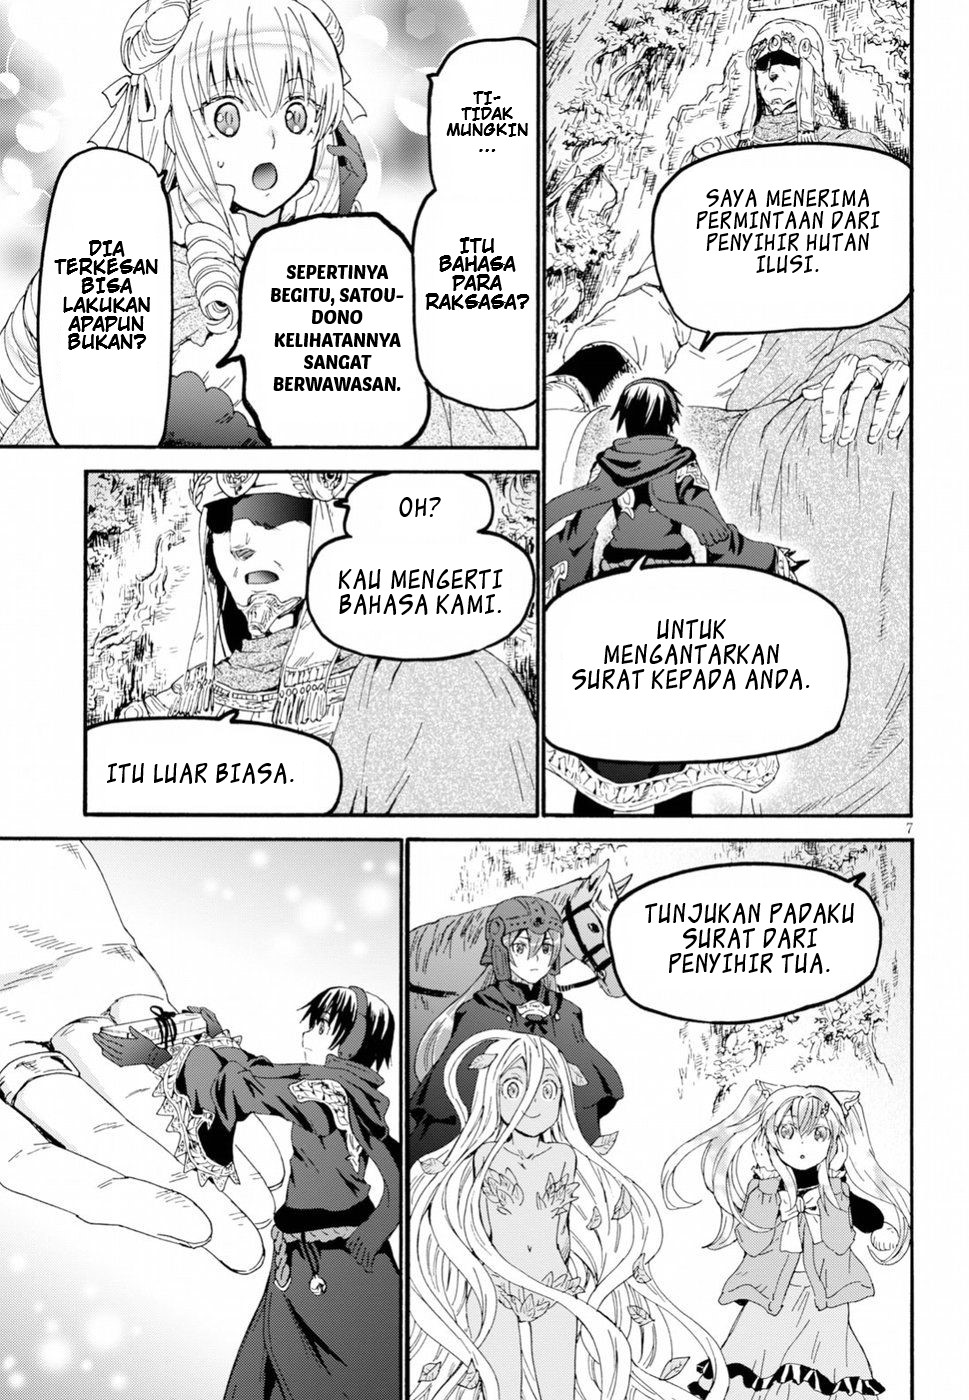 SAYA MENERIMA
PERMINTAAN DARI
PENYIHIR HUTAN
ILUSI.
UNTUK
MENGANTARKAN
SURAT KEPADA ANDA.
TI-
TIDAK
MUNGKIN
...
ITU
BAHASA
PARA
RAKSASA?
SEPERTINYA
BEGITU, SATOU-
DONO
KELIHATANNYA
SANGAT
BERWAWASAN.
DIA
TERKESAN
BISA
LAKUKAN
APAPUN
BUKAN?
OH?
KAU MENGERTI
BAHASA KAMI.
ITU LUAR BIASA.
7
TUNJUKAN PADAKU
SURAT DARI
PENYIHIR TUA.